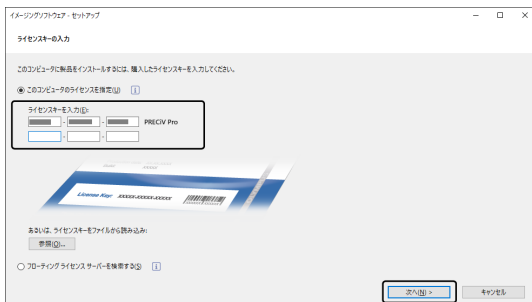 イメージングソフトウェア - セットアップ
ライセンスキーの入力
このコンピュータに製品をインストールするには、購入したライセンスキーを入力してください。
このコンピュータのライセンスを指定(U)
ライセンスキーを入力(E):
- - PRECiV Pro
- -
License Key: XXXXX-XXXXX-XXXXX
あるいは、ライセンスキーをファイルから読み込み:
参照(O)...
フローティング ライセンス サーバーを検索する(S)
次へ(N) > キャンセル